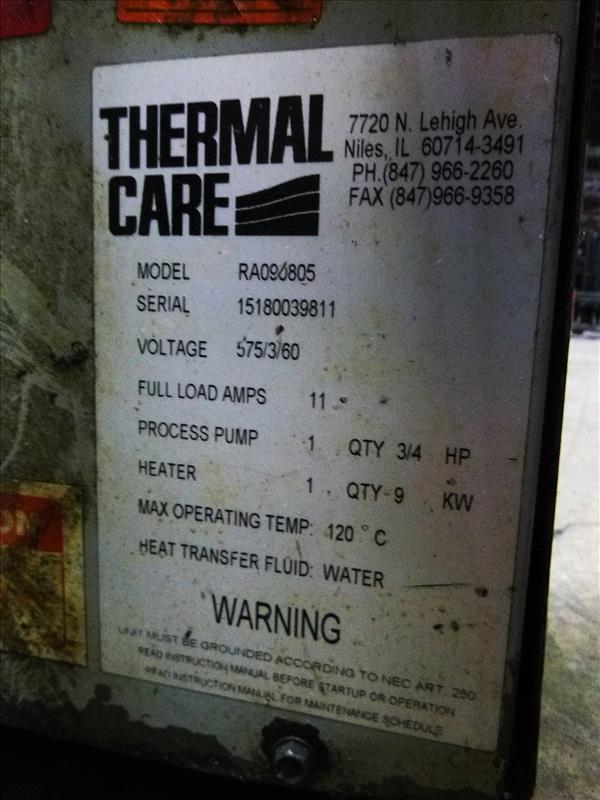 THERMAL
CARE
7720 N. Lehigh Ave.
Niles, IL 60714-3491
PH.(847) 966-2260
FAX (847)966-9358
MODEL RA090805
SERIAL 15180039811
VOLTAGE 575/3/60
FULL LOAD AMPS 11
PROCESS PUMP 1 QTY 3/4 HP
HEATER 1 QTY 9 KW
MAX OPERATING TEMP: 120 ° C
HEAT TRANSFER FLUID: WATER
WARNING
UNIT MUST BE GROUNDED ACCORDING TO NEC ART. 250
READ INSTRUCTION MANUAL BEFORE STARTUP OR OPERATION
READ INSTRUCTION MANUAL FOR MAINTENANCE SCHEDULE